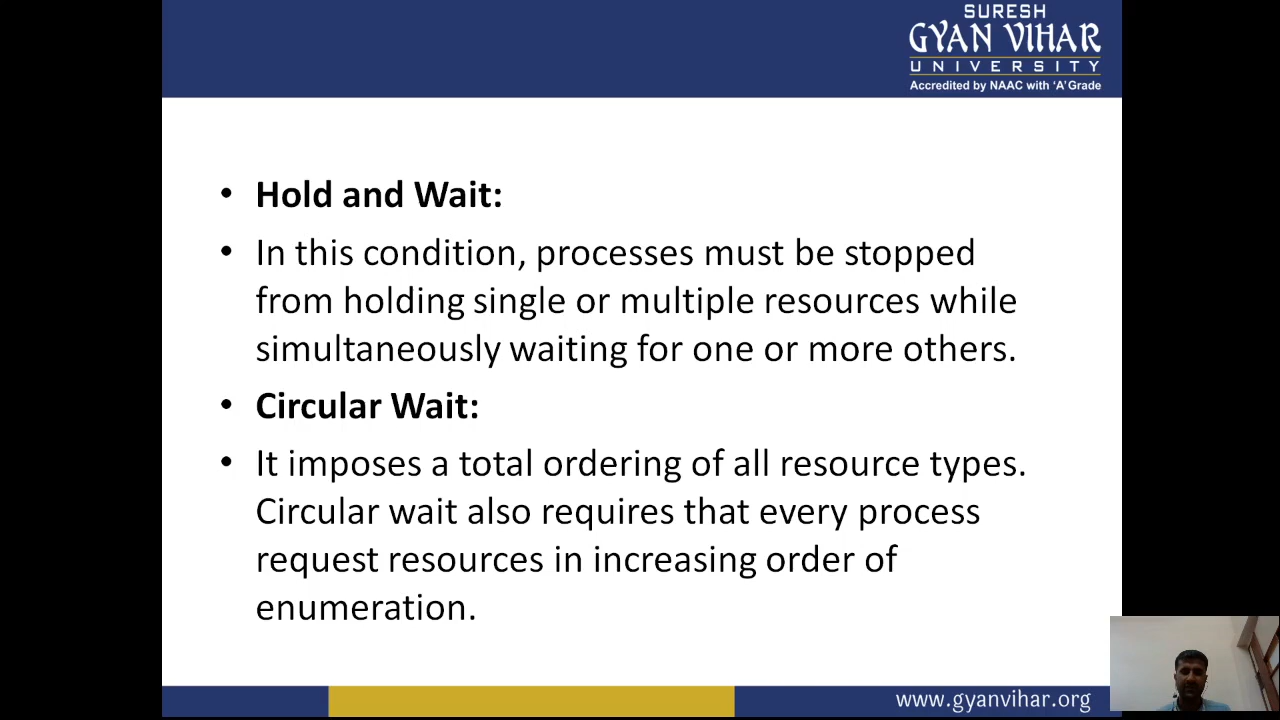 SURESH
GYAN VIHAR
UNIVERSITY
Accredited by NAAC with 'A' Grade
• Hold and Wait:
• In this condition, processes must be stopped
from holding single or multiple resources while
simultaneously waiting for one or more others.
• Circular Wait:
• It imposes a total ordering of all resource types.
Circular wait also requires that every process
request resources in increasing order of
enumeration.
www.gyanvihar.org